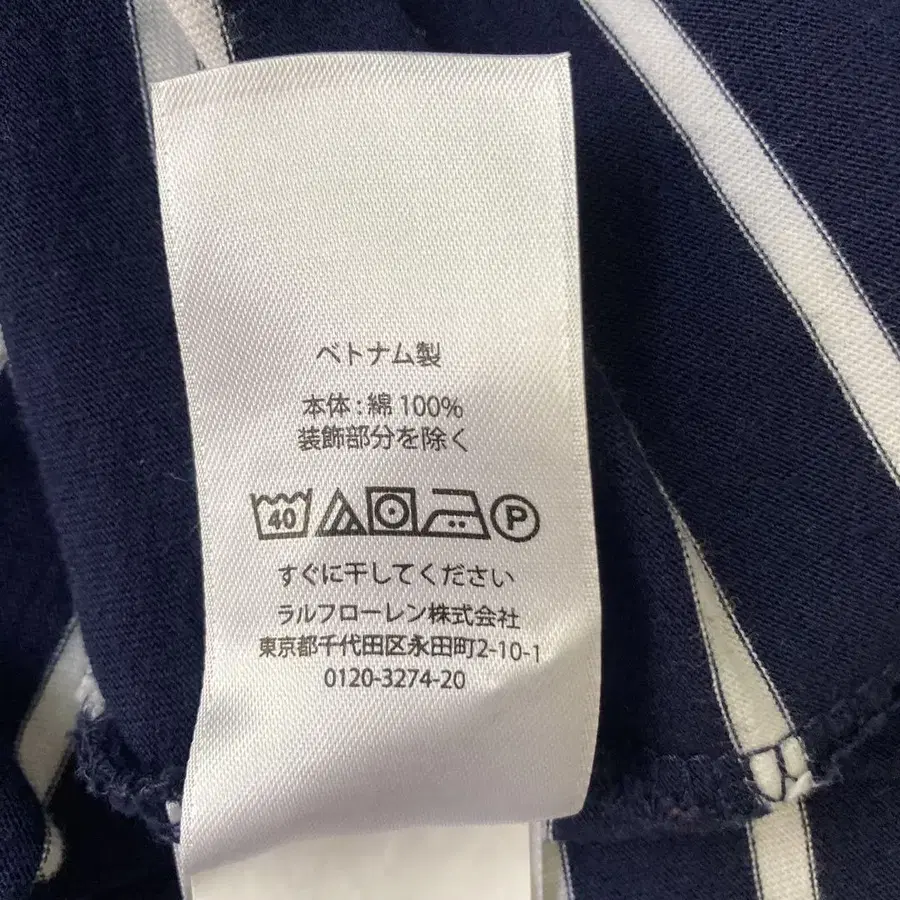 ベトナム製
本体:綿 100%
装飾部分を除く
40 P
すぐに干してください
ラルフローレン株式会社
東京都千代田区永田町2-10-1
0120-3274-20